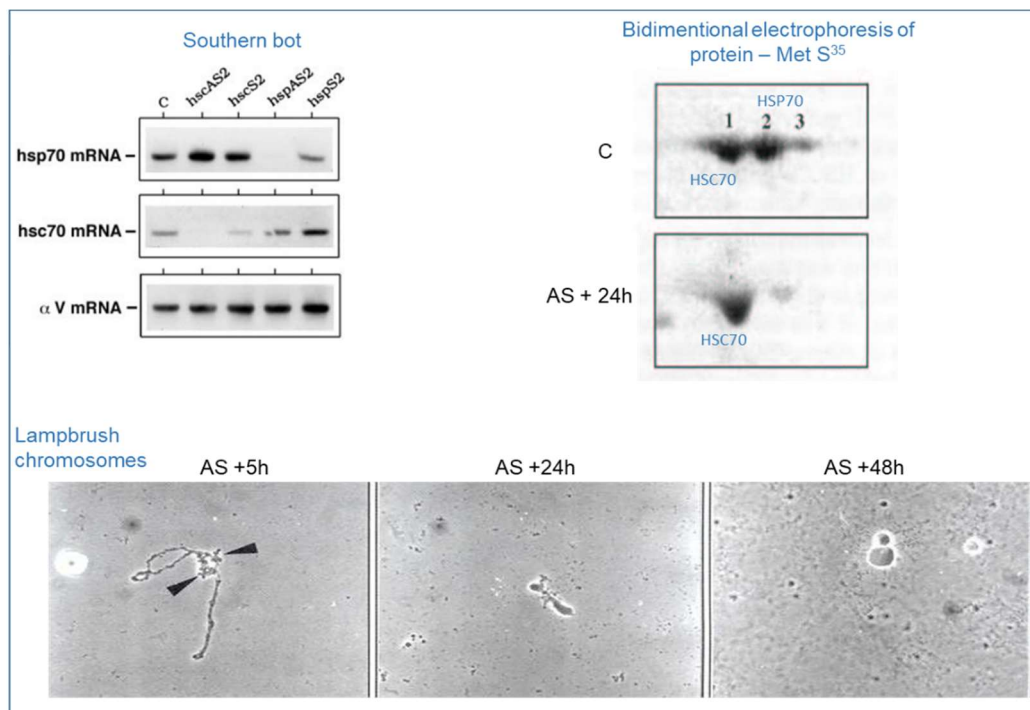 Southern bot
C hscAS2 hscS2 hspAS2 hspS2
hsp70 mRNA
hsc70 mRNA
α V mRNA
Bidimentional electrophoresis of
protein – Met S³⁵
HSP70
1 2 3
C
HSC70
AS + 24h
HSC70
Lampbrush
chromosomes
AS +5h
AS +24h
AS +48h